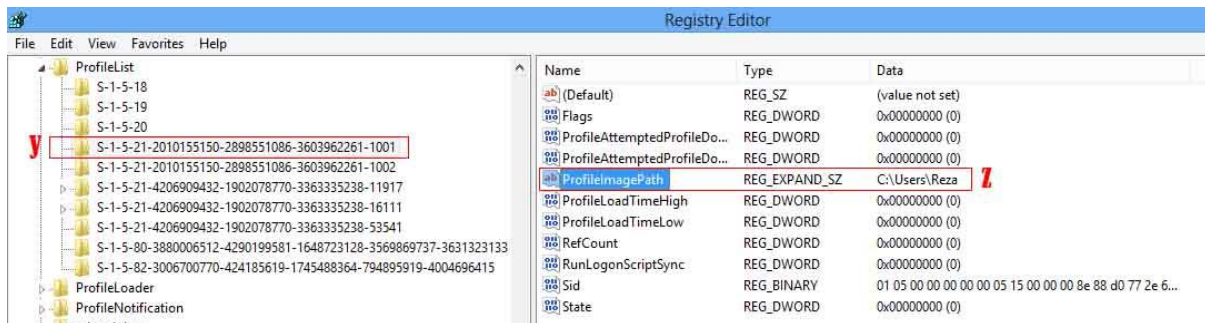 Registry Editor
File Edit View Favorites Help
ProfileList
S-1-5-18
S-1-5-19
S-1-5-20
y
S-1-5-21-2010155150-2898551086-3603962261-1001
S-1-5-21-2010155150-2898551086-3603962261-1002
S-1-5-21-4206909432-1902078770-3363335238-11917
S-1-5-21-4206909432-1902078770-3363335238-16111
S-1-5-21-4206909432-1902078770-3363335238-53541
S-1-5-80-3880006512-4290199581-1648723128-3569869737-3631323133
S-1-5-82-3006700770-424185619-1745488364-794895919-4004696415
ProfileLoader
ProfileNotification
Name Type Data
(Default) REG_SZ (value not set)
Flags REG_DWORD 0x00000000 (0)
ProfileAttemptedProfileDo... REG_DWORD 0x00000000 (0)
ProfileAttemptedProfileDo... REG_DWORD 0x00000000 (0)
ProfileImagePath REG_EXPAND_SZ C:\Users\Reza z
ProfileLoadTimeHigh REG_DWORD 0x00000000 (0)
ProfileLoadTimeLow REG_DWORD 0x00000000 (0)
RefCount REG_DWORD 0x00000000 (0)
RunLogonScriptSync REG_DWORD 0x00000000 (0)
Sid REG_BINARY 01 05 00 00 00 00 00 05 15 00 00 00 8e 88 d0 77 2e 6...
State REG_DWORD 0x00000000 (0)